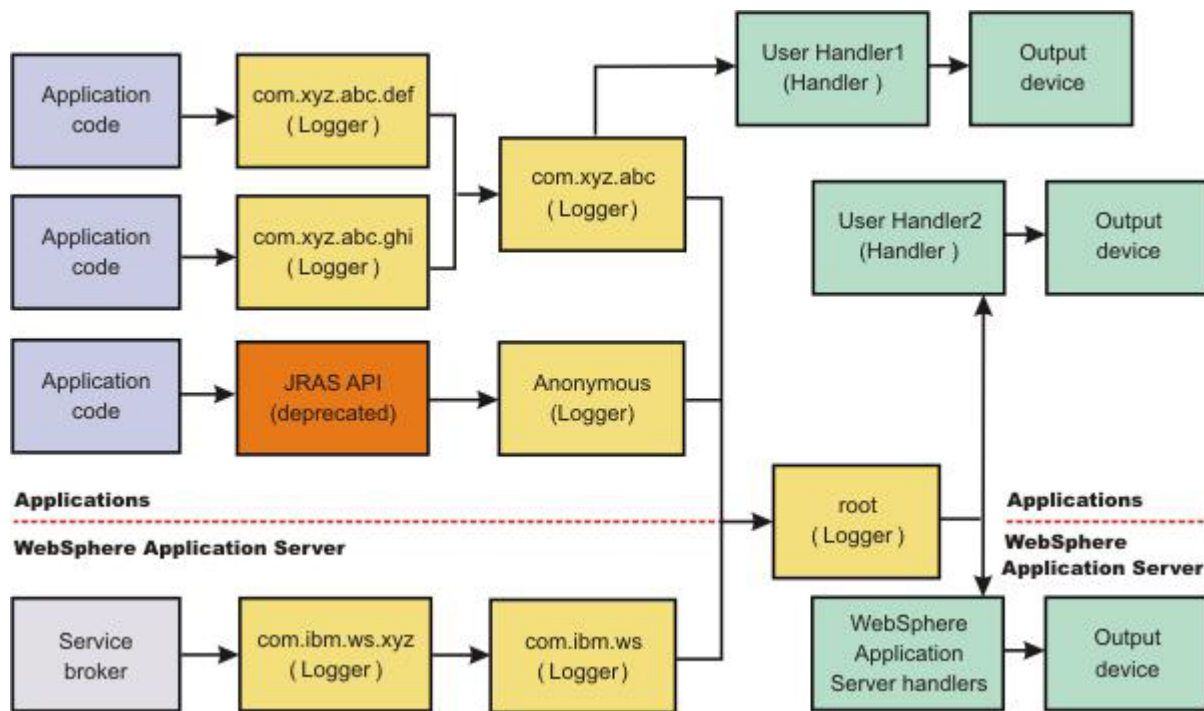 Application
code
com.xyz.abc.def
( Logger )
User Handler1
(Handler )
Output
device
com.xyz.abc
( Logger)
Application
code
com.xyz.abc.ghi
( Logger )
User Handler2
(Handler )
Output
device
Application
code
JRAS API
(deprecated)
Anonymous
(Logger)
Applications
WebSphere Application Server
root
( Logger )
Applications
WebSphere
Application Server
Service
broker
com.ibm.ws.xyz
( Logger )
com.ibm.ws
( Logger )
WebSphere
Application
Server handlers
Output
device